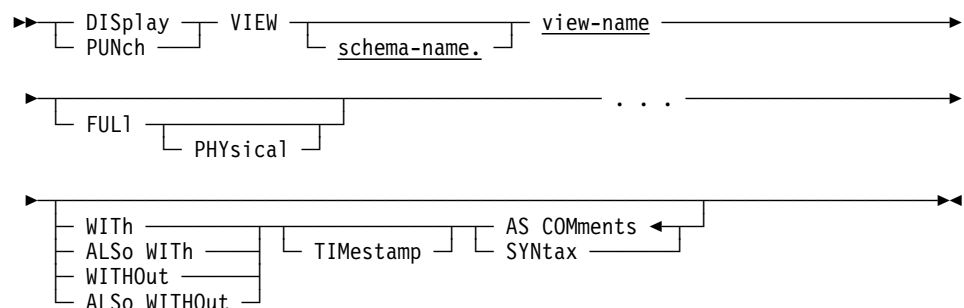 DISplay VIEW view-name
PUNch schema-name.
FULl . . .
PHYsical
WITh AS COMments
ALSo WITh TIMestamp SYNtax
WITHOut
ALSo WITHOut